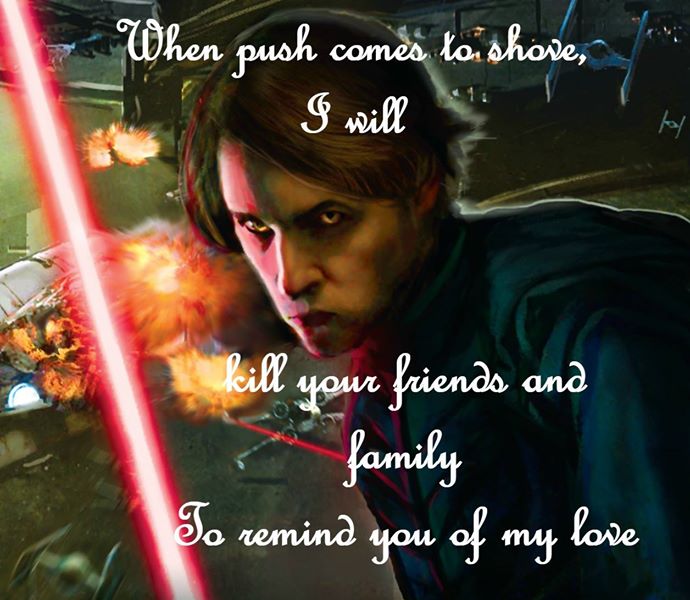 When push comes to shove,
I will
kill your friends and
family
To remind you of my love